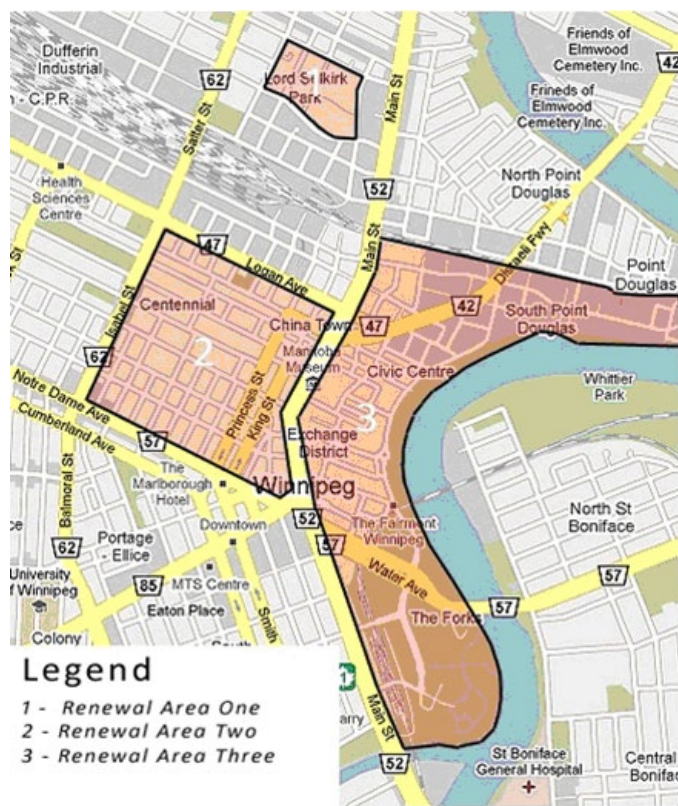 Friends of
Elmwood
Cemetery Inc.
42
Dufferin
Industrial
62
Lord Selkirk
Park
1
Main St
Frineds of
Elmwood
Cemetery Inc.
- C.P.R.
Salter St
North Point
Douglas
Health
Sciences
Centre
52
Main St
Disraeli Fwy
47
Logan Ave
Point
Douglas
Centennial
42
South Point
Douglas
China Town
47
Isabel St
2
Manitoba
Museum
Civic Centre
62
Whittier
Park
Notre Dame Ave
Princess St
King St
3
Cumberland Ave
57
Exchange
District
The
Marlborough
Hotel
Winnipeg
Balmoral St
North St
Boniface
52
The Fairmont
Winnipeg
Downtown
Portage
- Ellice
57
62
University
of Winnipeg
85
MTS Centre
Water Ave
57
57
Eaton Place
Smith
The Forks
Colony
Legend
1 - Renewal Area One
2 - Renewal Area Two
3 - Renewal Area Three
1
Main St
52
St Boniface
General Hospital
Central
Boniface